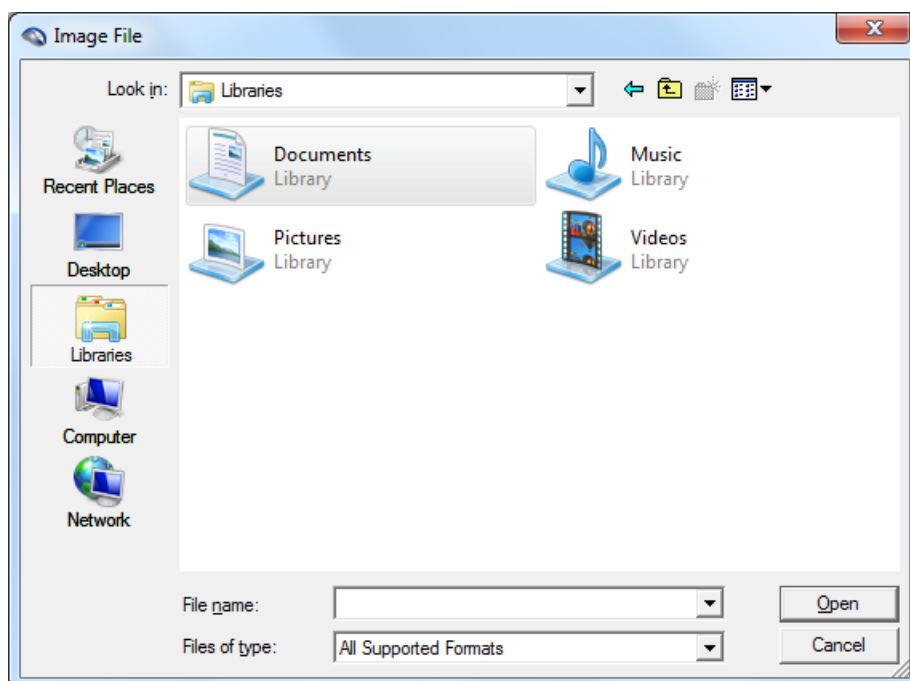 Image File
Look in:
Libraries
Recent Places
Desktop
Libraries
Computer
Network
Documents
Library
Music
Library
Pictures
Library
Videos
Library
File name:
Open
Files of type:
All Supported Formats
Cancel